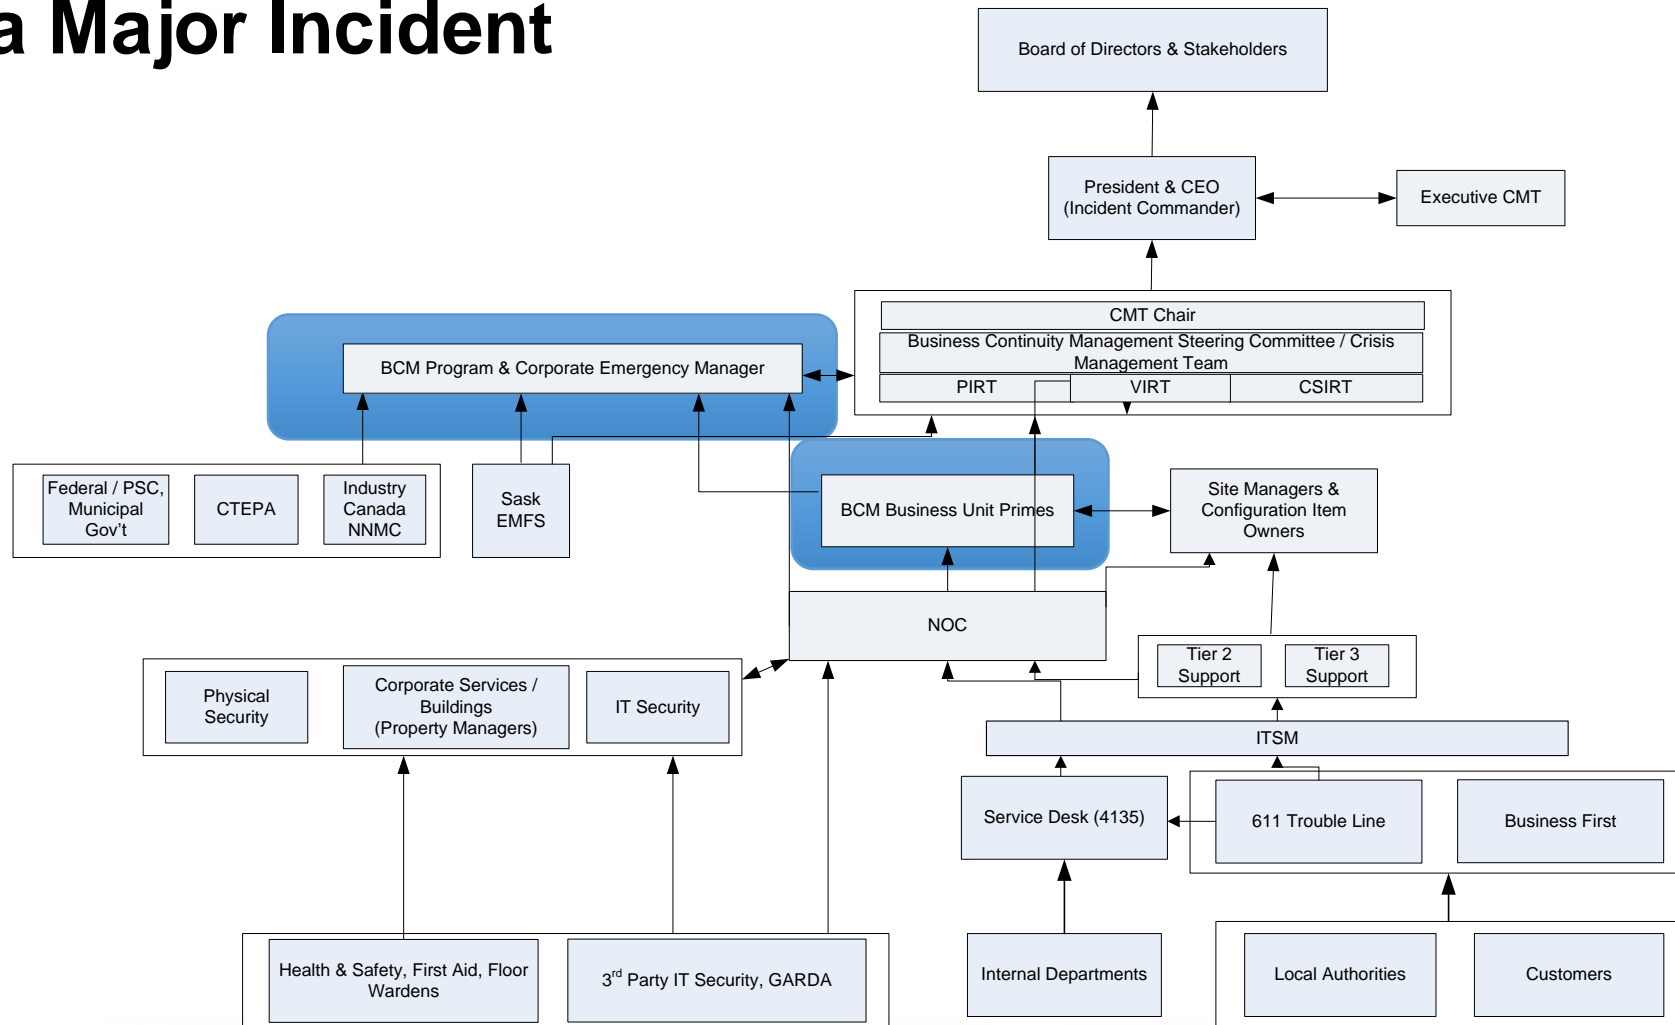 a Major Incident
Board of Directors & Stakeholders
President & CEO
(Incident Commander)
Executive CMT
CMT Chair
Business Continuity Management Steering Committee / Crisis
Management Team
PIRT
VIRT
CSIRT
BCM Program & Corporate Emergency Manager
Federal / PSC,
Municipal
Gov't
CTEPA
Industry
Canada
NNMC
Sask
EMFS
BCM Business Unit Primes
Site Managers &
Configuration Item
Owners
NOC
Tier 2
Support
Tier 3
Support
Physical
Security
Corporate Services /
Buildings
(Property Managers)
IT Security
ITSM
Service Desk (4135)
611 Trouble Line
Business First
Health & Safety, First Aid, Floor
Wardens
3rd Party IT Security, GARDA
Internal Departments
Local Authorities
Customers